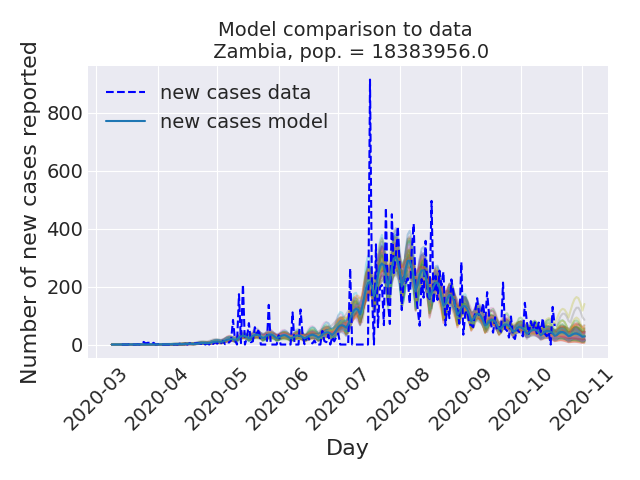 Model comparison to data
Zambia, pop. = 18383956.0
Number of new cases reported
new cases data
new cases model
800
600
400
200
0
2020-03
2020-04
2020-05
2020-06
2020-07
2020-08
2020-09
2020-10
2020-11
Day